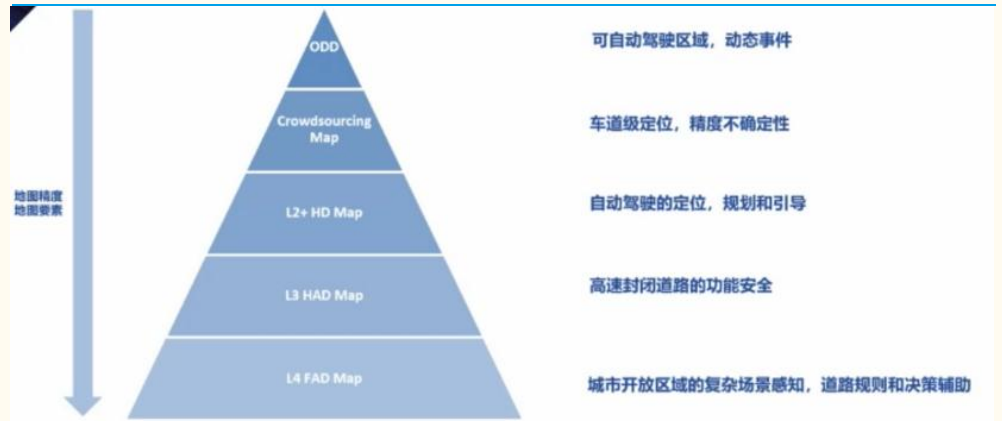 ODD
可自动驾驶区域，动态事件
Crowdsourcing
Map
车道级定位，精度不确定性
地图精度
地图要素
L2+ HD Map
自动驾驶的定位，规划和引导
L3 HAD Map
高速封闭道路的功能安全
L4 FAD Map
城市开放区域的复杂场景感知，道路规则和决策辅助